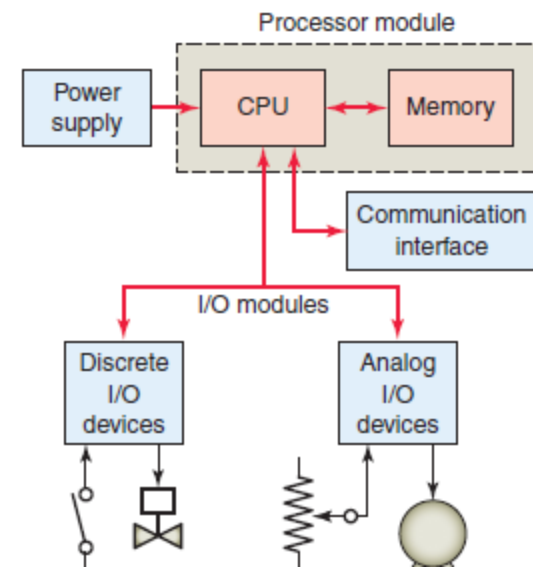 Processor module
Power
supply
CPU
Memory
Communication
interface
I/O modules
Discrete
I/O
devices
Analog
I/O
devices